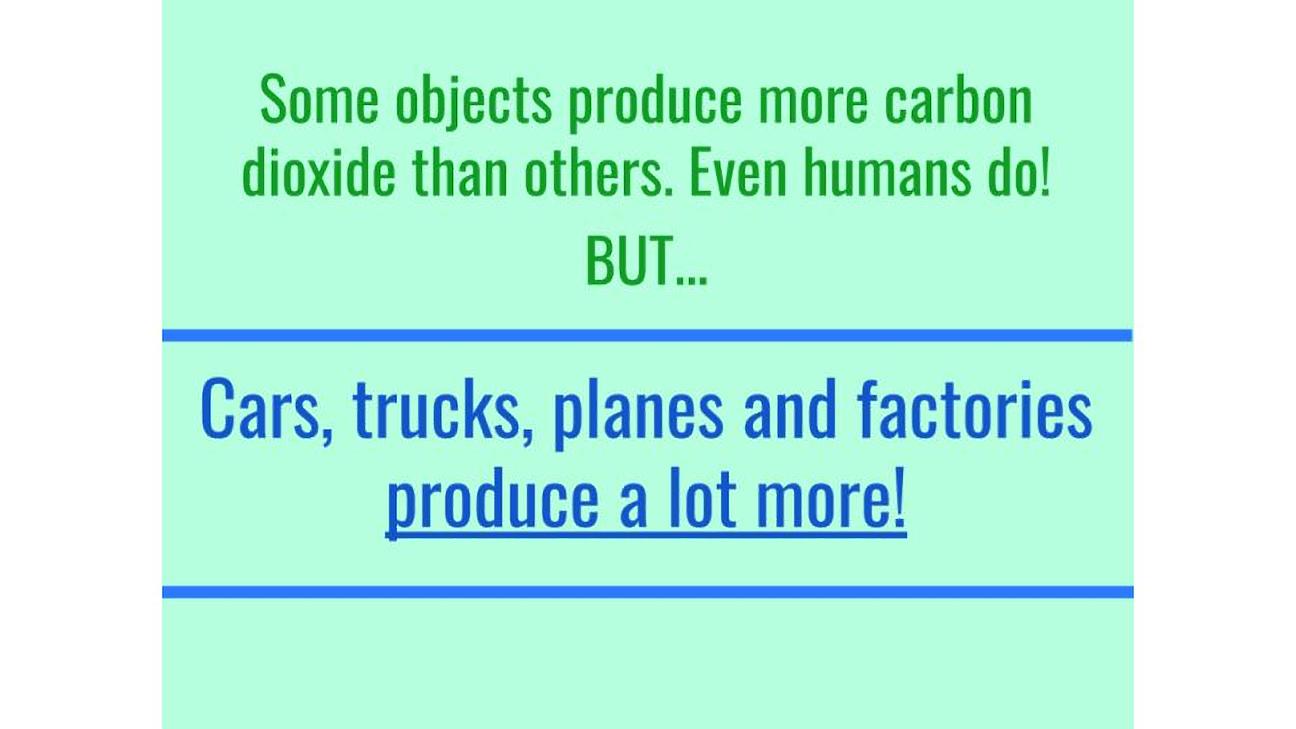 Some objects produce more carbon
dioxide than others. Even humans do!
BUT...
Cars, trucks, planes and factories
produce a lot more!